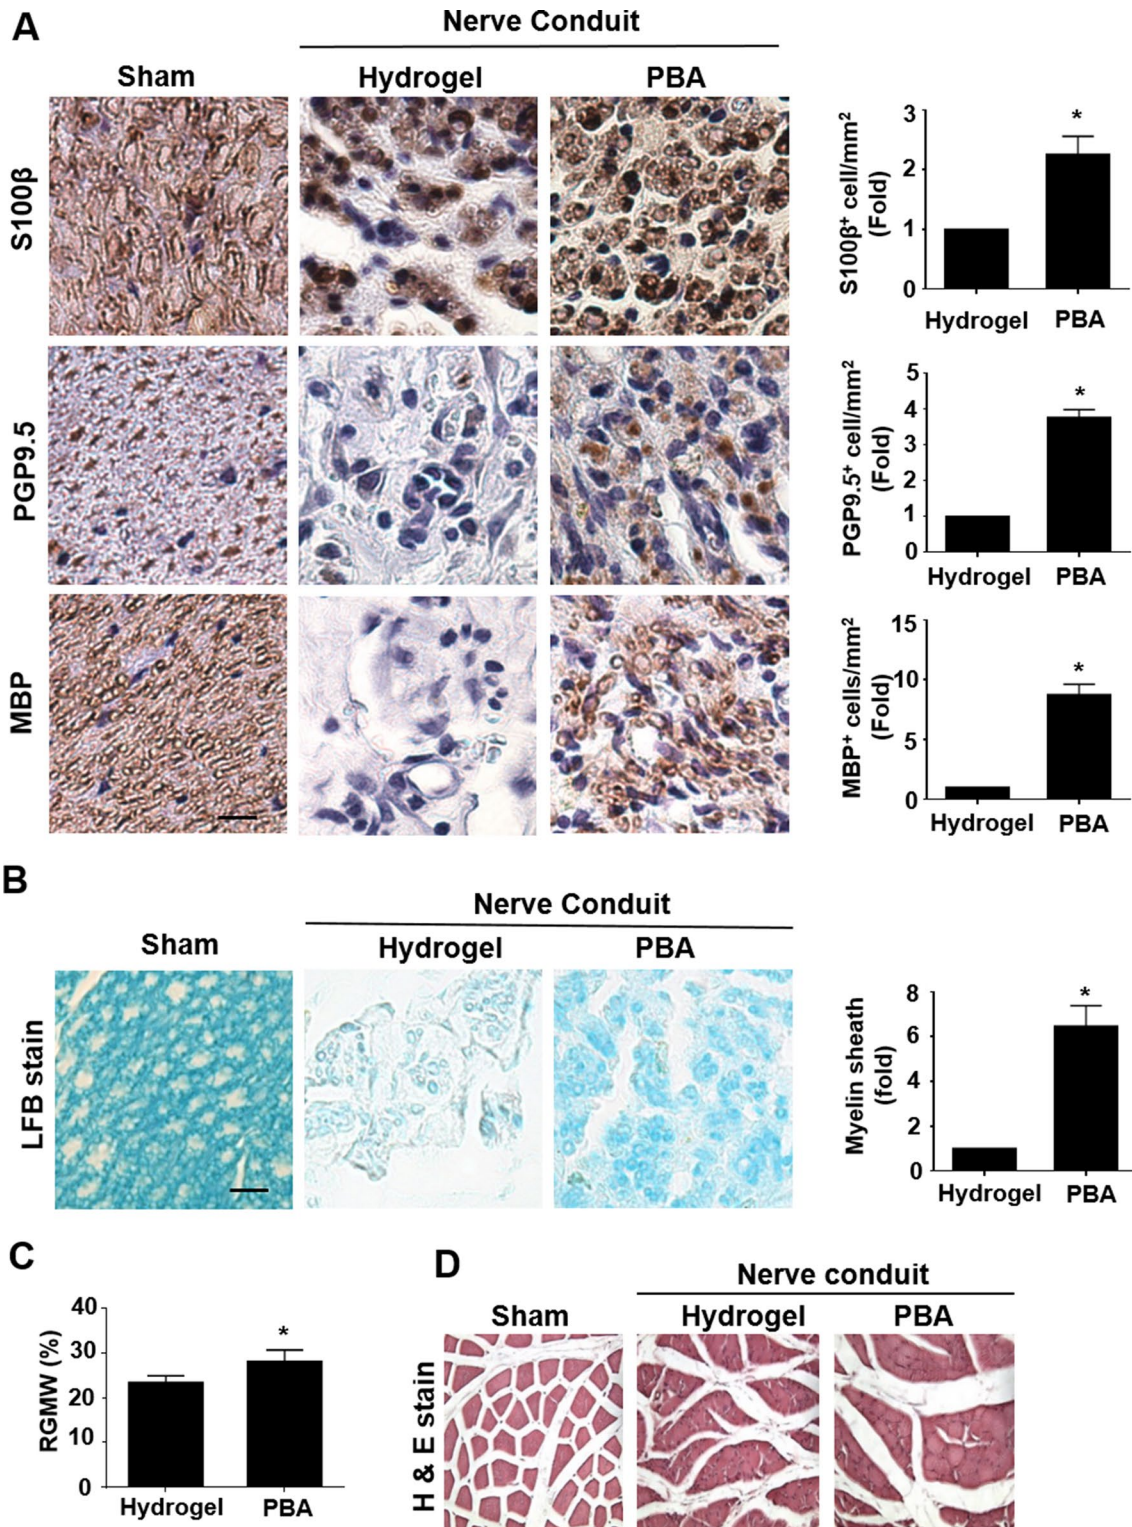 A
Nerve Conduit
Sham
Hydrogel
PBA
S100β
S100β⁺ cell/mm²
(Fold)
3
2
1
0
*
Hydrogel
PBA
PGP9.5
PGP9.5⁺ cell/mm²
(Fold)
5
4
3
2
1
0
*
Hydrogel
PBA
MBP
MBP⁺ cells/mm²
(Fold)
15
10
5
0
*
Hydrogel
PBA
B
Nerve Conduit
Sham
Hydrogel
PBA
LFB stain
Myelin sheath
(fold)
8
6
4
2
0
*
Hydrogel
PBA
C
RGMW (%)
40
30
20
10
0
*
Hydrogel
PBA
D
Nerve conduit
Sham
Hydrogel
PBA
H & E stain